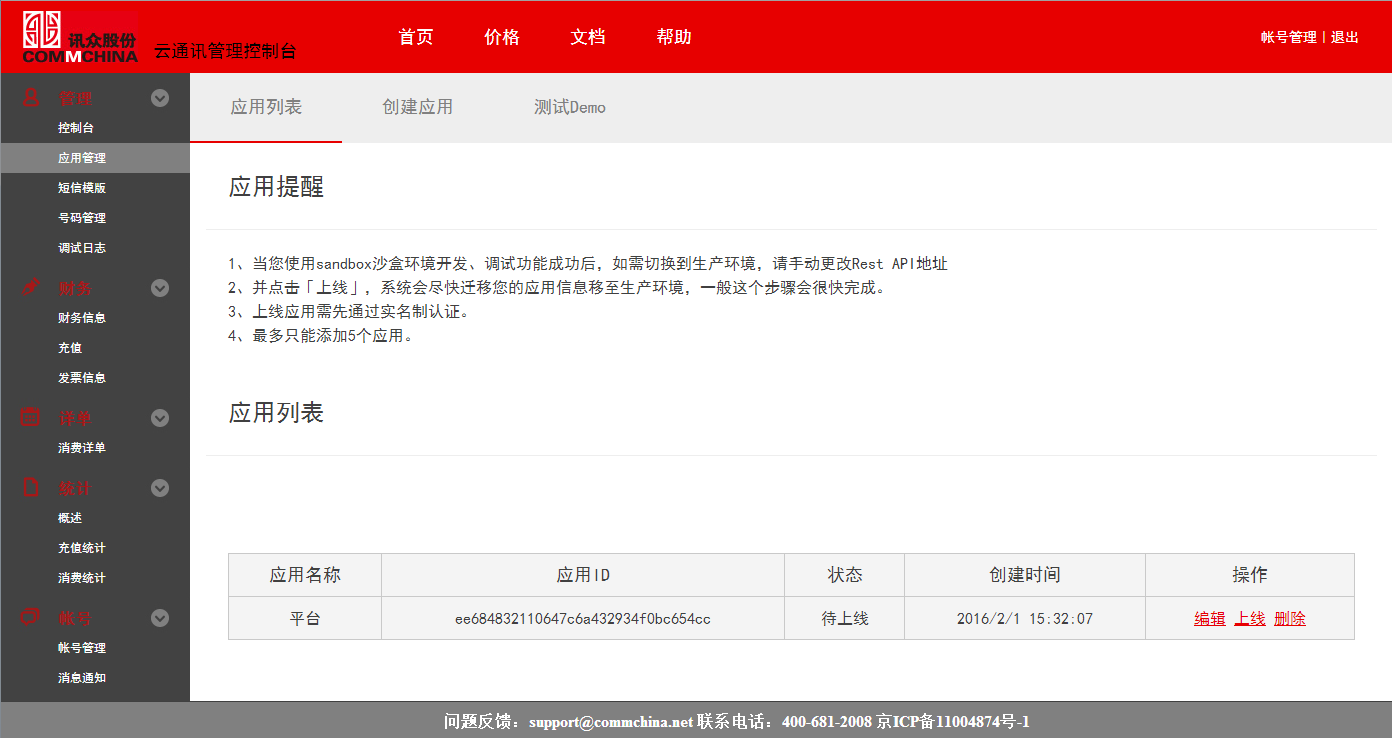 讯众股份
COMMCHINA
云通讯管理控制台
首页 价格 文档 帮助
帐号管理 | 退出
管理
控制台
应用管理
短信模版
号码管理
调试日志
财务
财务信息
充值
发票信息
详单
消费详单
统计
概述
充值统计
消费统计
帐号
帐号管理
消息通知
应用列表 创建应用 测试Demo
应用提醒
1、当您使用sandbox沙盒环境开发、调试功能成功后，如需切换到生产环境，请手动更改Rest API地址
2、并点击「上线」，系统会尽快迁移您的应用信息移至生产环境，一般这个步骤会很快完成。
3、上线应用需先通过实名制认证。
4、最多只能添加5个应用。
应用列表
应用名称 应用ID 状态 创建时间 操作
平台 ee684832110647c6a432934f0bc654cc 待上线 2016/2/1 15:32:07 编辑 上线 删除
问题反馈：support@commchina.net 联系电话：400-681-2008 京ICP备11004874号-1